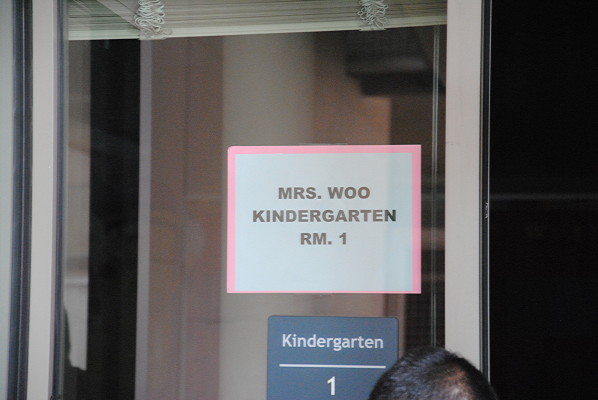 MRS. WOO
KINDERGARTEN
RM. 1
Kindergarten
1